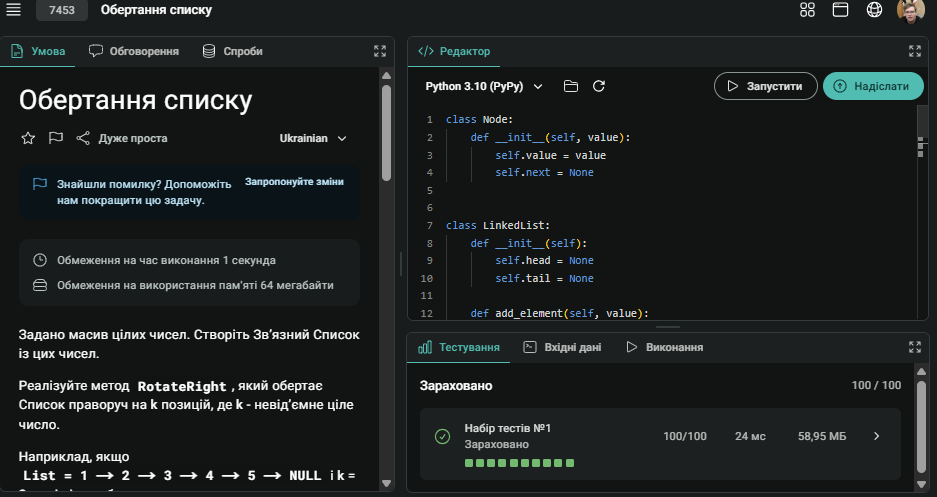 7453
Обертання списку
Умова
Обговорення
Спроби
Обертання списку
Дуже проста
Ukrainian
Знайшли помилку? Допоможіть
нам покращити цю задачу.
Запропонуйте зміни
Обмеження на час виконання 1 секунда
Обмеження на використання пам'яті 64 мегабайти
Задано масив цілих чисел. Створіть Зв'язний Список
із цих чисел.
Реалізуйте метод RotateRight , який обертає
Список праворуч на k позицій, де k - невід'ємне ціле
число.
Наприклад, якщо
List = 1 → 2 → 3 → 4 → 5 → NULL і k =
Редактор
Python 3.10 (PyPy)
Запустити
Надіслати
1 class Node:
2 def __init__(self, value):
3 self.value = value
4 self.next = None
5
6
7 class LinkedList:
8 def __init__(self):
9 self.head = None
10 self.tail = None
11
12 def add_element(self, value):
Тестування
Вхідні дані
Виконання
Зараховано
100 / 100
Набір тестів №1
Зараховано
100/100
24 мс
58,95 МБ